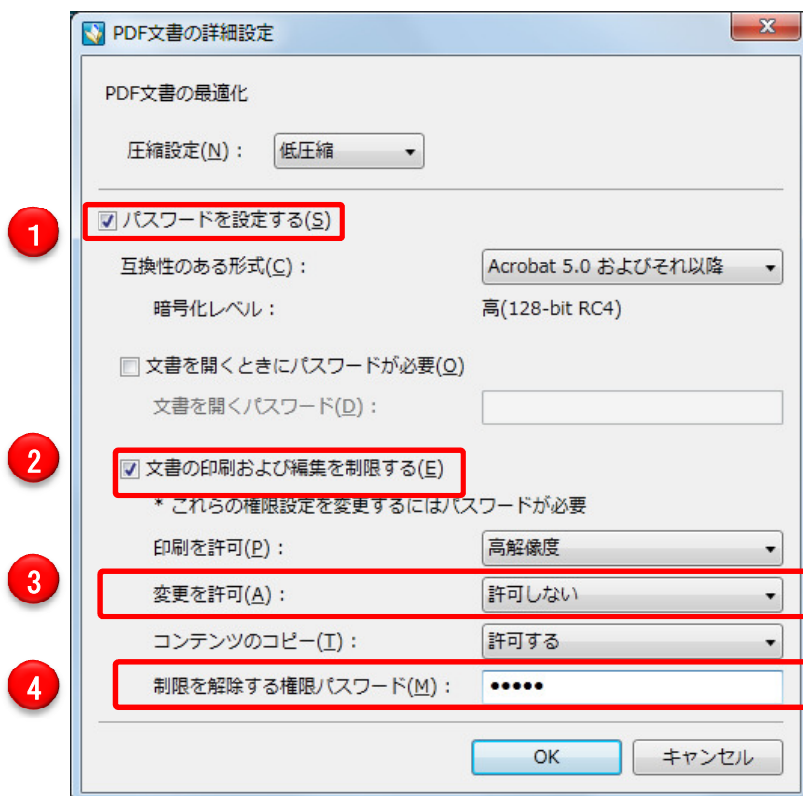 PDF文書の詳細設定
PDF文書の最適化
圧縮設定(N): 低圧縮
1 パスワードを設定する(S)
互換性のある形式(C): Acrobat 5.0 およびそれ以降
暗号化レベル: 高(128-bit RC4)
文書を開くときにパスワードが必要(O)
文書を開くパスワード(D):
2 文書の印刷および編集を制限する(E)
* これらの権限設定を変更するにはパスワードが必要
印刷を許可(P): 高解像度
3 変更を許可(A): 許可しない
コンテンツのコピー(T): 許可する
4 制限を解除する権限パスワード(M): •••••
OK キャンセル